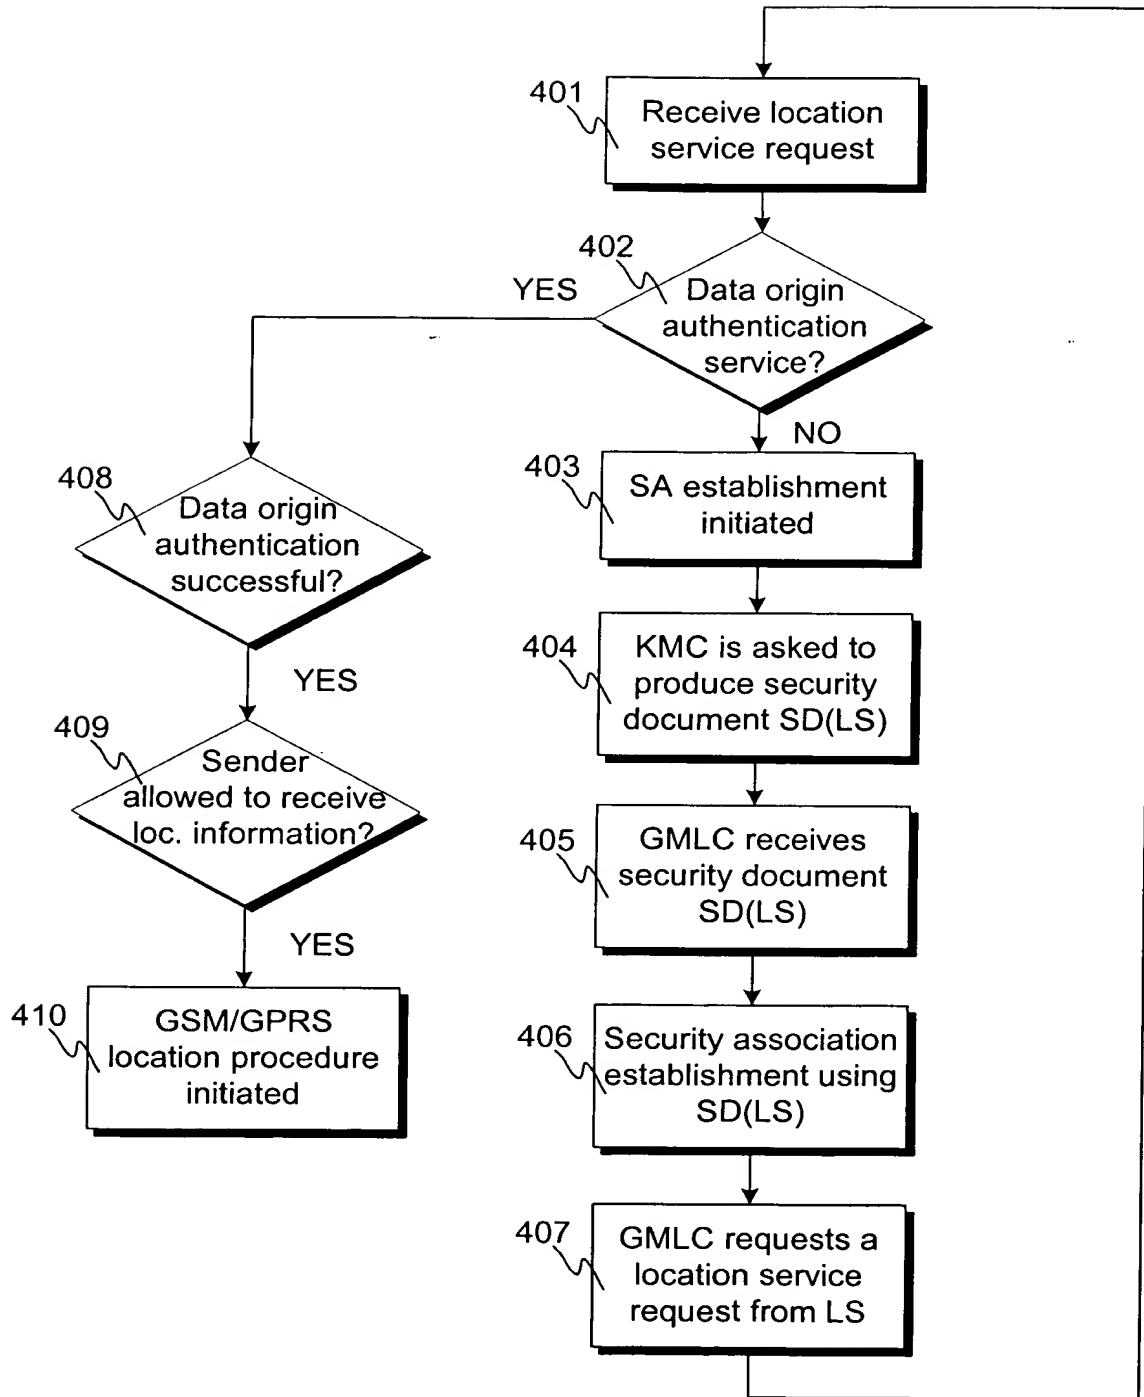 401
Receive location
service request
402
YES
Data origin
authentication
service?
NO
403
SA establishment
initiated
404
KMC is asked to
produce security
document SD(LS)
405
GMLC receives
security document
SD(LS)
406
Security association
establishment using
SD(LS)
407
GMLC requests a
location service
request from LS
408
Data origin
authentication
successful?
YES
409
Sender
allowed to receive
loc. information?
YES
410
GSM/GPRS
location procedure
initiated